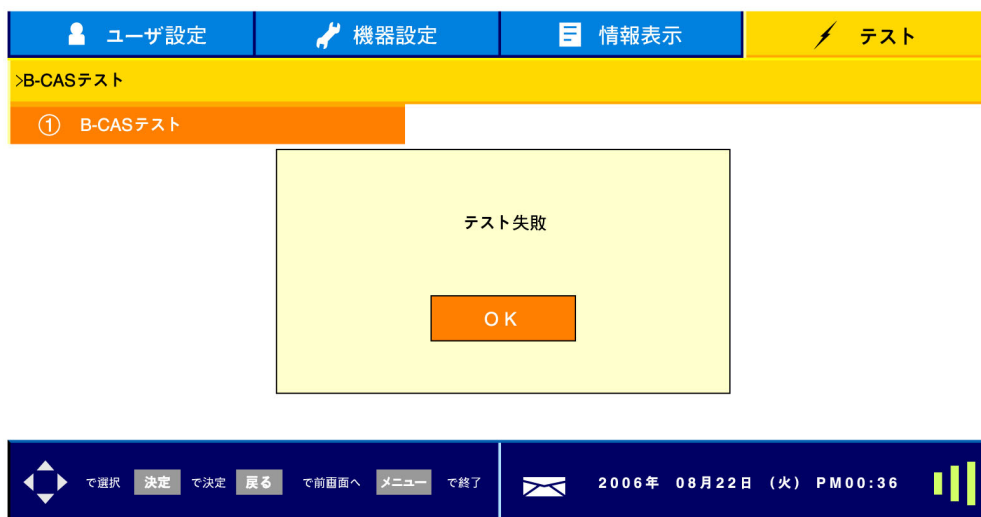 ユーザ設定 機器設定 情報表示 テスト
>B-CASテスト
① B-CASテスト
テスト失敗
OK
で選択 決定 で決定 戻る で前画面へ メニュー で終了 2006年 08月22日 (火) PM00:36